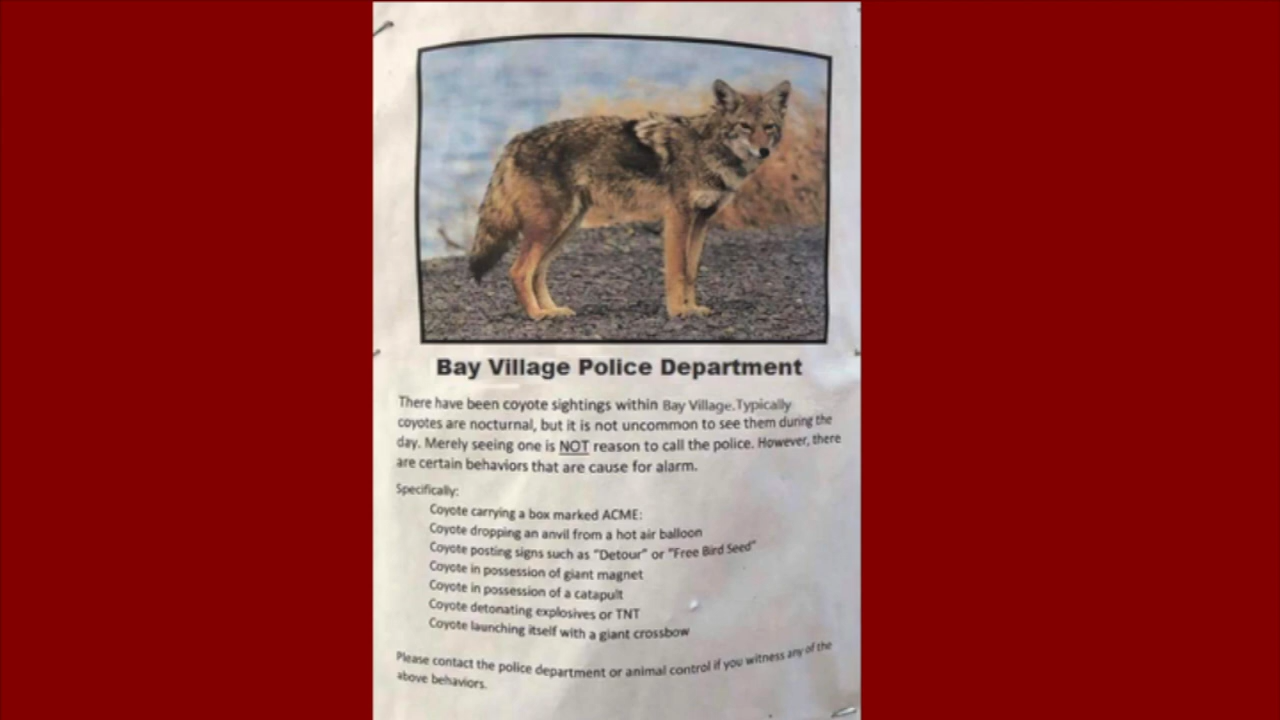 Bay Village Police Department
There have been coyote sightings within Bay Village.Typically
coyotes are nocturnal, but it is not uncommon to see them during the
day. Merely seeing one is NOT reason to call the police. However, there
are certain behaviors that are cause for alarm.
Specifically:
Coyote carrying a box marked ACME:
Coyote dropping an anvil from a hot air balloon
Coyote posting signs such as “Detour” or “Free Bird Seed”
Coyote in possession of giant magnet
Coyote in possession of a catapult
Coyote detonating explosives or TNT
Coyote launching itself with a giant crossbow
Please contact the police department or animal control if you witness any of the
above behaviors.